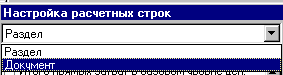 Настройка расчетных строк
Раздел
Раздел
Документ